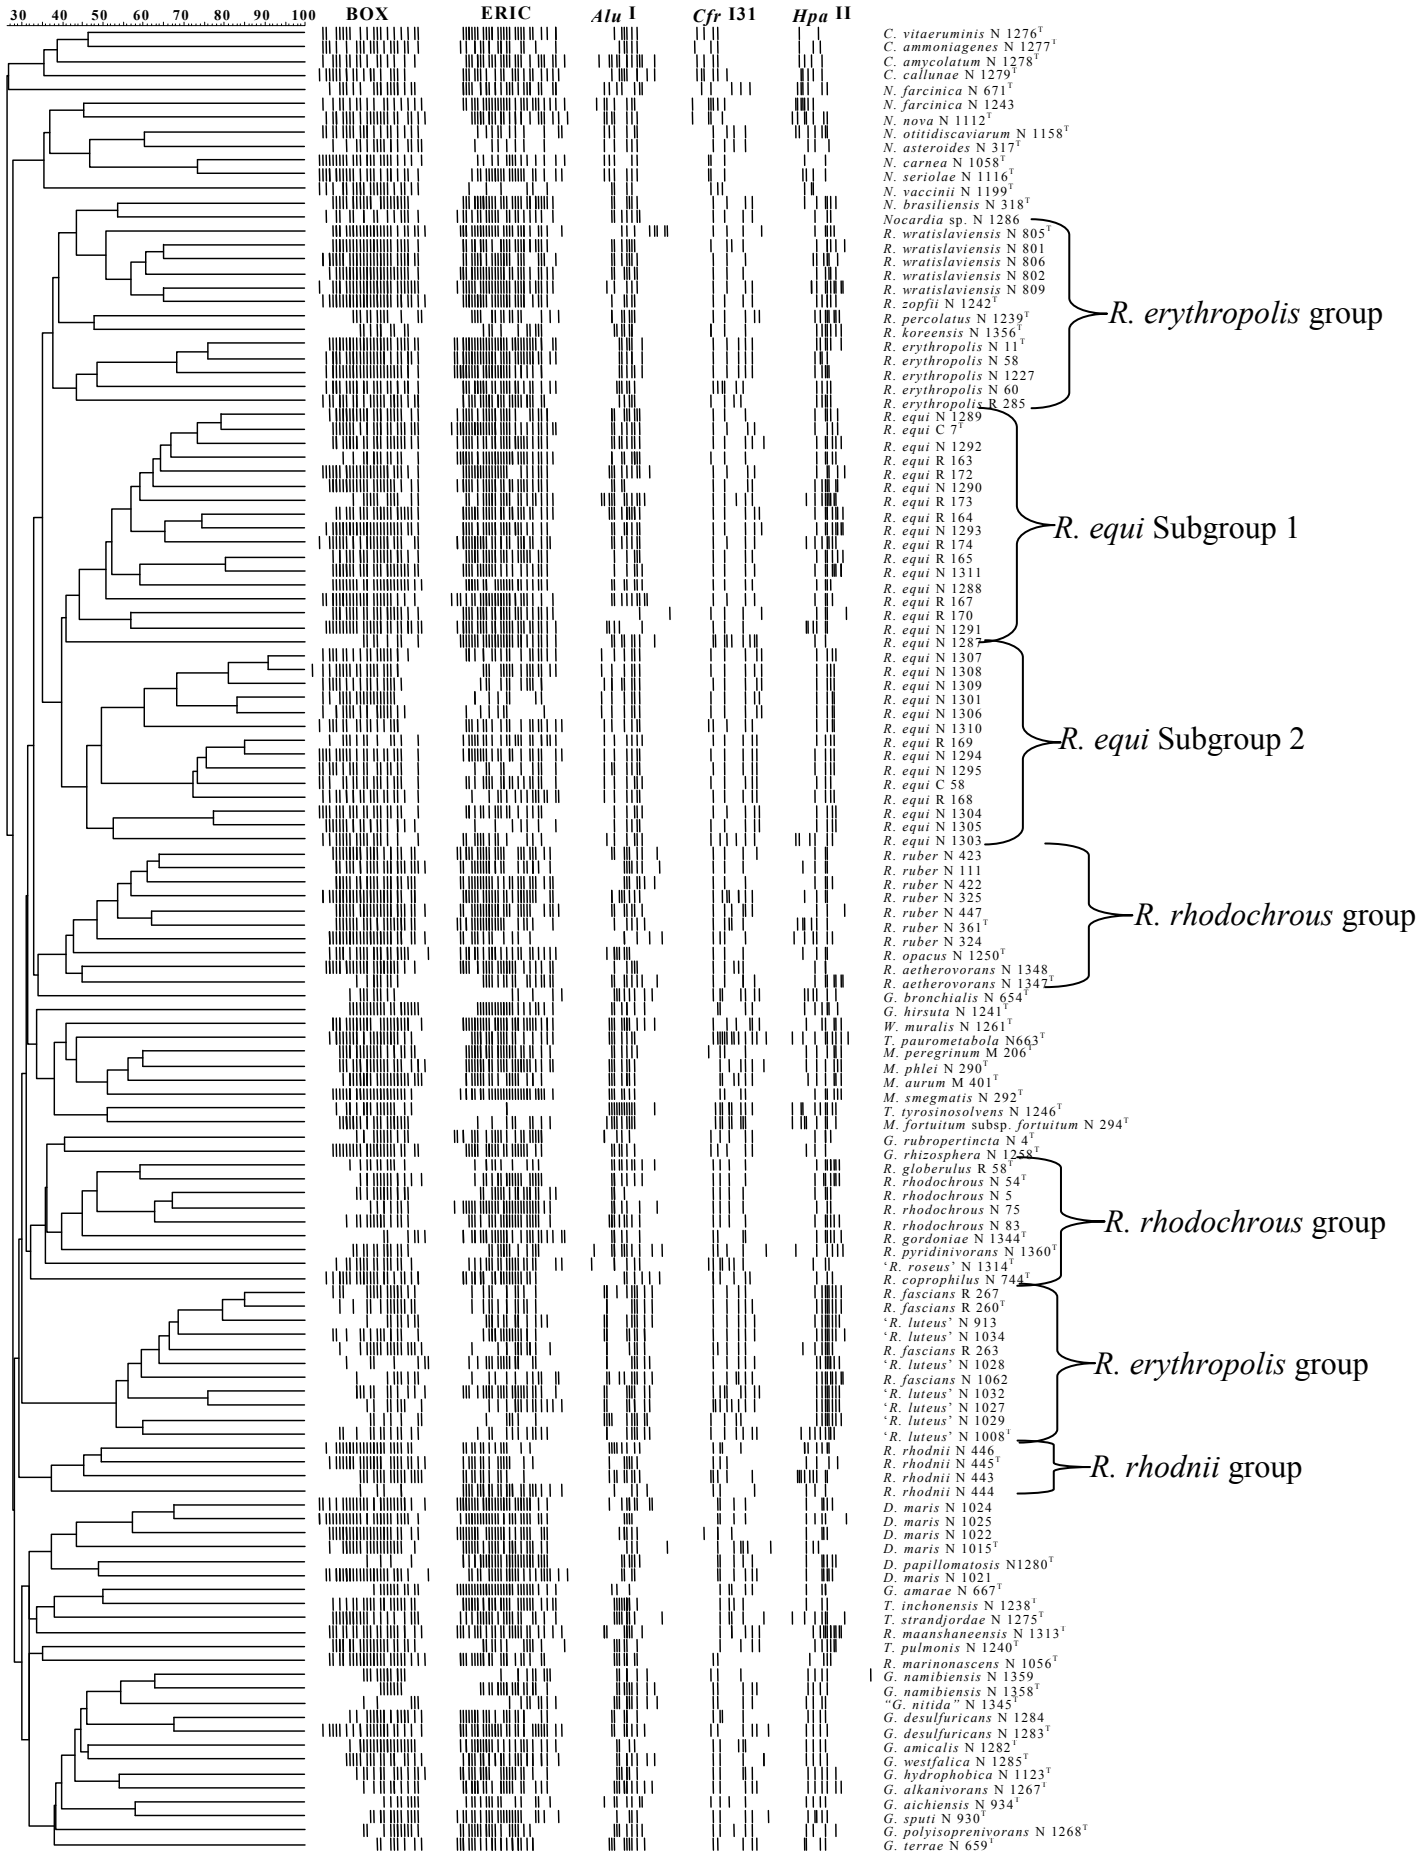 30 40 50 60 70 80 90 100 BOX ERIC Alu I Cfr I31 Hpa II
C. vitaeruminis N 1276T
C. ammoniagenes N 1277T
C. amycolatum N 1278T
C. callunae N 1279T
N. farcinica N 671T
N. farcinica N 1243
N. nova N 1112T
N. otitidiscaviarum N 1158T
N. asteroides N 317T
N. carnea N 1058T
N. seriolae N 1116T
N. vaccinii N 1199T
N. brasiliensis N 318T
Nocardia sp. N 1286
R. wratislaviensis N 805T
R. wratislaviensis N 801
R. wratislaviensis N 806
R. wratislaviensis N 802
R. wratislaviensis N 809
R. zopfii N 1242T
R. erythropolis group
R. percolatus N 1239T
R. koreensis N 1356T
R. erythropolis N 11T
R. erythropolis N 58
R. erythropolis N 1227
R. erythropolis N 60
R. erythropolis R 285
R. equi N 1289
R. equi C 7T
R. equi N 1292
R. equi R 163
R. equi R 172
R. equi N 1290
R. equi R 173
R. equi R 164
R. equi Subgroup 1
R. equi N 1293
R. equi R 174
R. equi R 165
R. equi N 1311
R. equi N 1288
R. equi R 167
R. equi R 170
R. equi N 1291
R. equi N 1287
R. equi N 1307
R. equi N 1308
R. equi N 1309
R. equi N 1301
R. equi N 1306
R. equi N 1310
R. equi R 169
R. equi Subgroup 2
R. equi N 1294
R. equi N 1295
R. equi C 58
R. equi R 168
R. equi N 1304
R. equi N 1305
R. equi N 1303
R. ruber N 423
R. ruber N 111
R. ruber N 422
R. ruber N 325
R. ruber N 447
R. rhodochrous group
R. ruber N 361T
R. ruber N 324
R. opacus N 1250T
R. aetherovorans N 1348
R. aetherovorans N 1347T
G. bronchialis N 654T
G. hirsuta N 1241T
W. muralis N 1261T
T. paurometabola N663T
M. peregrinum M 206T
M. phlei N 290T
M. aurum M 401T
M. smegmatis N 292T
T. tyrosinosolvens N 1246T
M. fortuitum subsp. fortuitum N 294T
G. rubropertincta N 4T
G. rhizosphera N 1258T
R. globerulus R 58T
R. rhodochrous N 54T
R. rhodochrous N 5
R. rhodochrous N 75
R. rhodochrous group
R. rhodochrous N 83
R. gordoniae N 1344T
R. pyridinivorans N 1360T
‘R. roseus’ N 1314T
R. coprophilus N 744T
R. fascians R 267
R. fascians R 260T
‘R. luteus’ N 913
‘R. luteus’ N 1034
R. fascians R 263
‘R. luteus’ N 1028
R. erythropolis group
R. fascians N 1062
‘R. luteus’ N 1032
‘R. luteus’ N 1027
‘R. luteus’ N 1029
‘R. luteus’ N 1008T
R. rhodnii N 446
R. rhodnii N 445T
R. rhodnii group
R. rhodnii N 443
R. rhodnii N 444
D. maris N 1024
D. maris N 1025
D. maris N 1022
D. maris N 1015T
D. papillomatosis N1280T
D. maris N 1021
G. amarae N 667T
T. inchonensis N 1238T
T. strandjordae N 1275T
R. maanshaneensis N 1313T
T. pulmonis N 1240T
R. marinonascens N 1056T
G. namibiensis N 1359
G. namibiensis N 1358T
“G. nitida” N 1345T
G. desulfuricans N 1284
G. desulfuricans N 1283T
G. amicalis N 1282T
G. westfalica N 1285T
G. hydrophobica N 1123T
G. alkanivorans N 1267T
G. aichiensis N 934T
G. sputi N 930T
G. polyisoprenivorans N 1268T
G. terrae N 659T